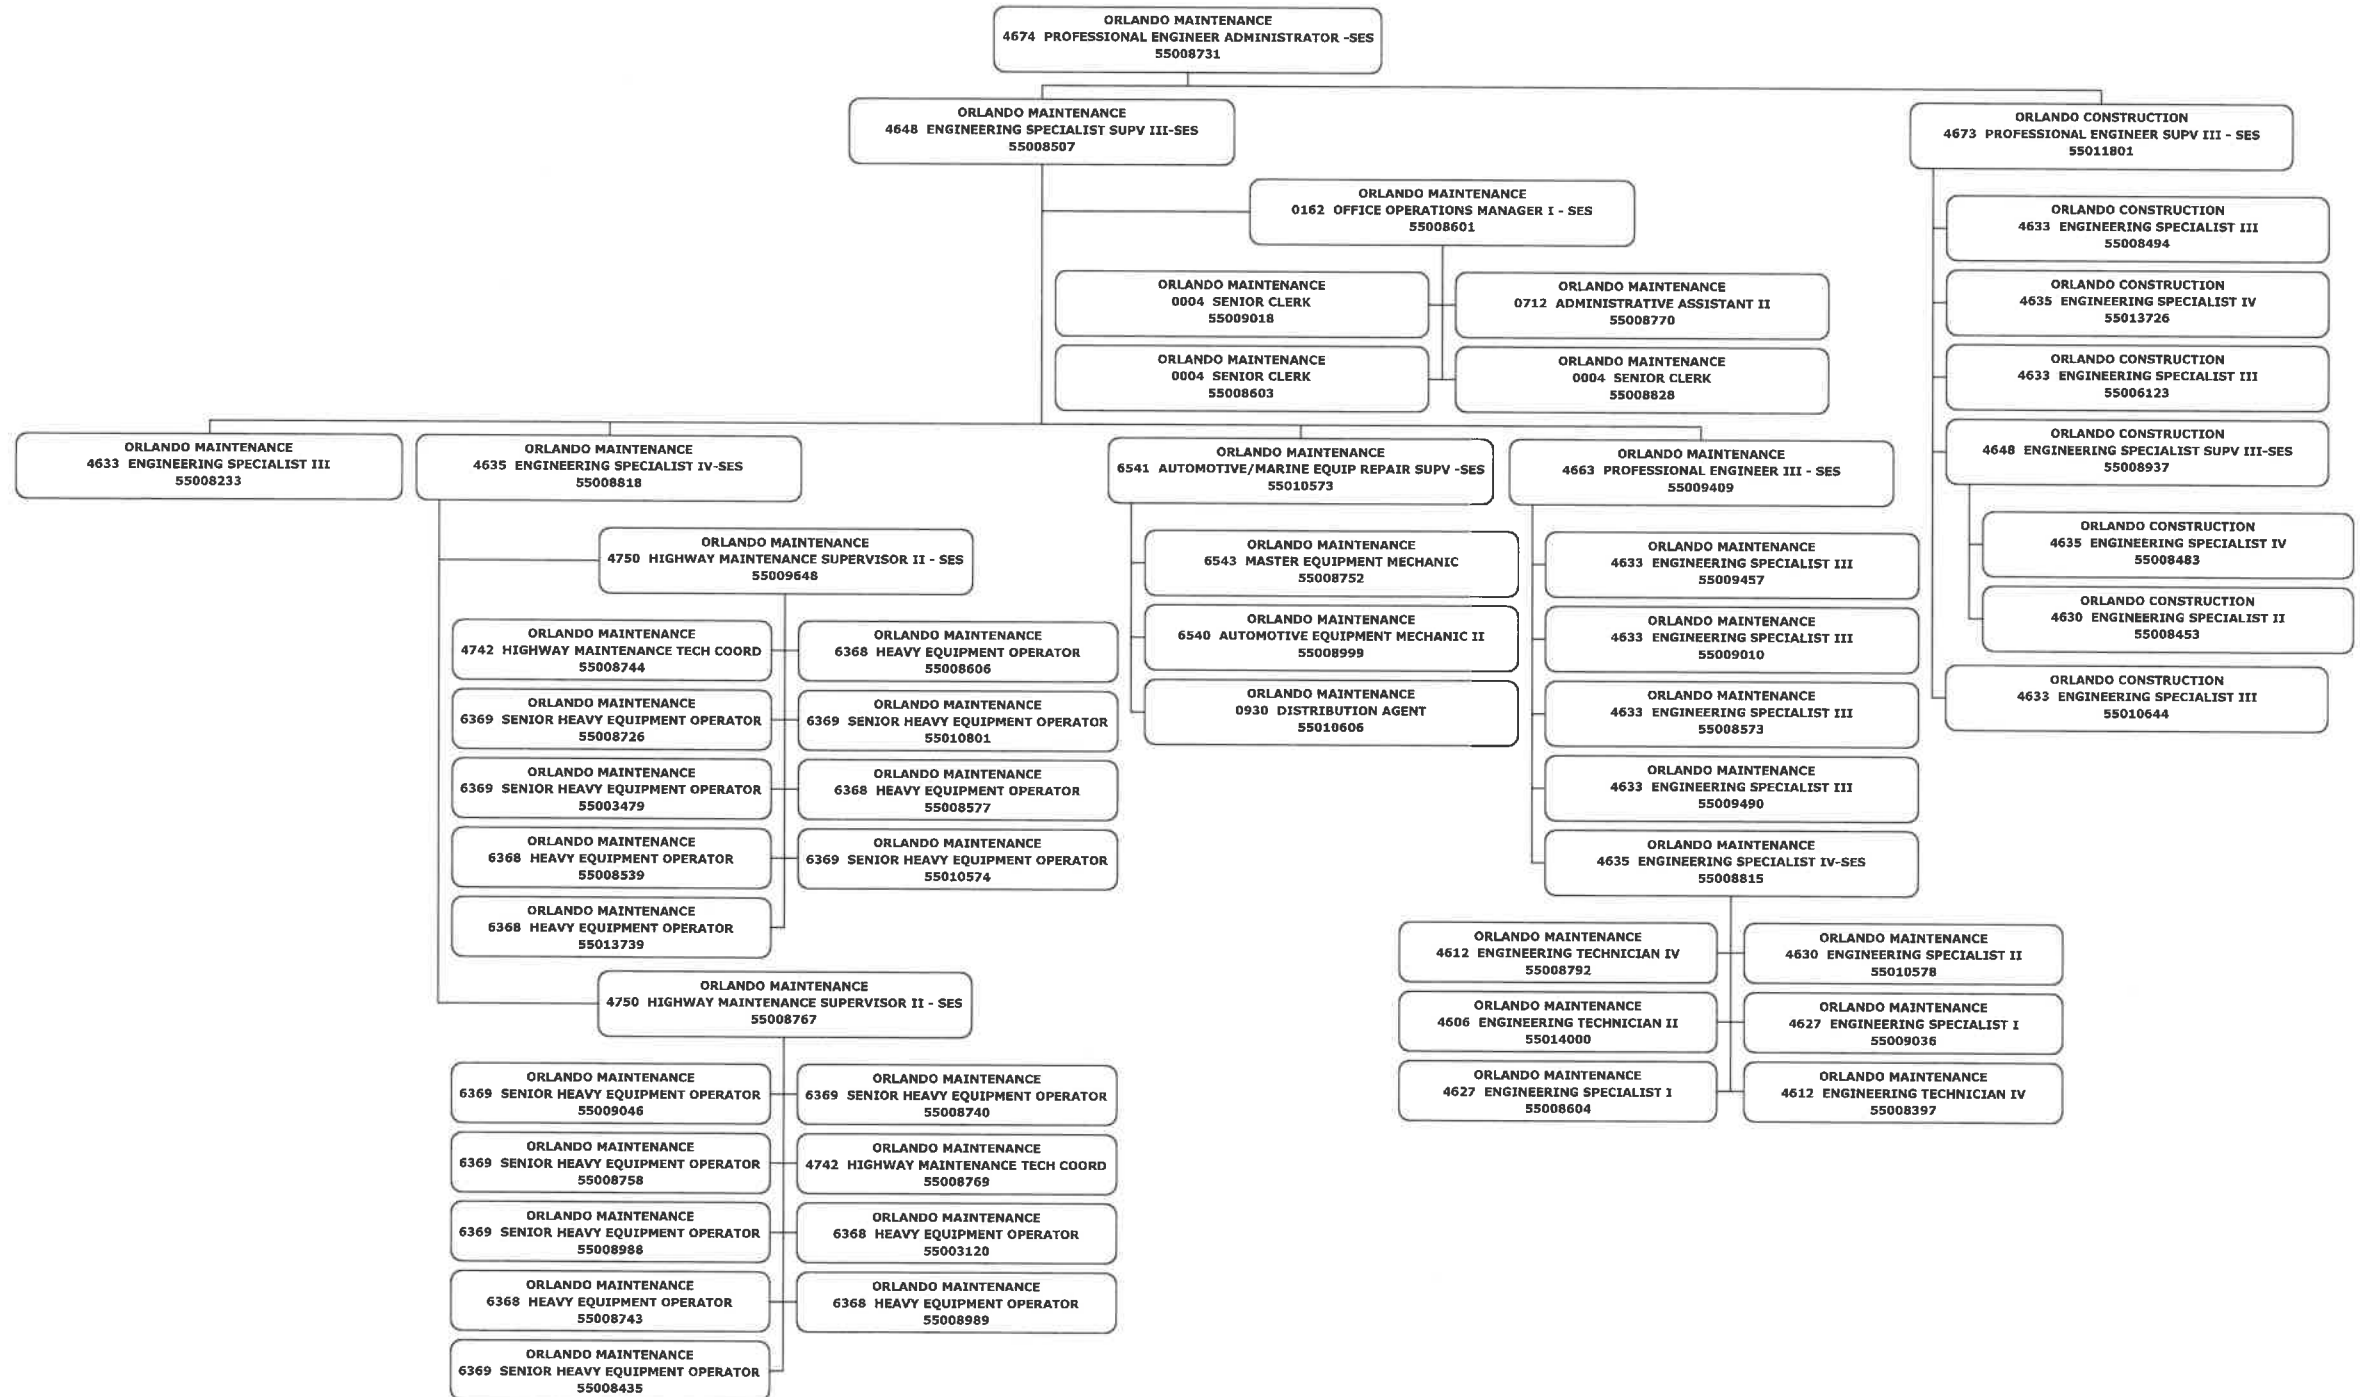 ORLANDO MAINTENANCE
4674 PROFESSIONAL ENGINEER ADMINISTRATOR -SES
55008731
ORLANDO MAINTENANCE
4648 ENGINEERING SPECIALIST SUPV III-SES
55008507
ORLANDO CONSTRUCTION
4673 PROFESSIONAL ENGINEER SUPV III - SES
55011801
ORLANDO MAINTENANCE
0162 OFFICE OPERATIONS MANAGER I - SES
55008601
ORLANDO MAINTENANCE
0004 SENIOR CLERK
55009018
ORLANDO MAINTENANCE
0712 ADMINISTRATIVE ASSISTANT II
55008770
ORLANDO MAINTENANCE
0004 SENIOR CLERK
55008603
ORLANDO MAINTENANCE
0004 SENIOR CLERK
55008828
ORLANDO CONSTRUCTION
4633 ENGINEERING SPECIALIST III
55008494
ORLANDO CONSTRUCTION
4635 ENGINEERING SPECIALIST IV
55013726
ORLANDO CONSTRUCTION
4633 ENGINEERING SPECIALIST III
55006123
ORLANDO CONSTRUCTION
4648 ENGINEERING SPECIALIST SUPV III-SES
55008937
ORLANDO CONSTRUCTION
4635 ENGINEERING SPECIALIST IV
55008483
ORLANDO CONSTRUCTION
4630 ENGINEERING SPECIALIST II
55008453
ORLANDO CONSTRUCTION
4633 ENGINEERING SPECIALIST III
55010644
ORLANDO MAINTENANCE
4633 ENGINEERING SPECIALIST III
55008233
ORLANDO MAINTENANCE
4635 ENGINEERING SPECIALIST IV-SES
55008818
ORLANDO MAINTENANCE
6541 AUTOMOTIVE/MARINE EQUIP REPAIR SUPV -SES
55010573
ORLANDO MAINTENANCE
4663 PROFESSIONAL ENGINEER III - SES
55009409
ORLANDO MAINTENANCE
4750 HIGHWAY MAINTENANCE SUPERVISOR II - SES
55009648
ORLANDO MAINTENANCE
4742 HIGHWAY MAINTENANCE TECH COORD
55008744
ORLANDO MAINTENANCE
6368 HEAVY EQUIPMENT OPERATOR
55008606
ORLANDO MAINTENANCE
6369 SENIOR HEAVY EQUIPMENT OPERATOR
55008726
ORLANDO MAINTENANCE
6369 SENIOR HEAVY EQUIPMENT OPERATOR
55010801
ORLANDO MAINTENANCE
6369 SENIOR HEAVY EQUIPMENT OPERATOR
55003479
ORLANDO MAINTENANCE
6368 HEAVY EQUIPMENT OPERATOR
55008577
ORLANDO MAINTENANCE
6368 HEAVY EQUIPMENT OPERATOR
55008539
ORLANDO MAINTENANCE
6369 SENIOR HEAVY EQUIPMENT OPERATOR
55010574
ORLANDO MAINTENANCE
6368 HEAVY EQUIPMENT OPERATOR
55013739
ORLANDO MAINTENANCE
4750 HIGHWAY MAINTENANCE SUPERVISOR II - SES
55008767
ORLANDO MAINTENANCE
6369 SENIOR HEAVY EQUIPMENT OPERATOR
55009046
ORLANDO MAINTENANCE
6369 SENIOR HEAVY EQUIPMENT OPERATOR
55008740
ORLANDO MAINTENANCE
6369 SENIOR HEAVY EQUIPMENT OPERATOR
55008758
ORLANDO MAINTENANCE
4742 HIGHWAY MAINTENANCE TECH COORD
55008769
ORLANDO MAINTENANCE
6369 SENIOR HEAVY EQUIPMENT OPERATOR
55008988
ORLANDO MAINTENANCE
6368 HEAVY EQUIPMENT OPERATOR
55003120
ORLANDO MAINTENANCE
6368 HEAVY EQUIPMENT OPERATOR
55008743
ORLANDO MAINTENANCE
6368 HEAVY EQUIPMENT OPERATOR
55008989
ORLANDO MAINTENANCE
6369 SENIOR HEAVY EQUIPMENT OPERATOR
55008435
ORLANDO MAINTENANCE
6543 MASTER EQUIPMENT MECHANIC
55008752
ORLANDO MAINTENANCE
6540 AUTOMOTIVE EQUIPMENT MECHANIC II
55008999
ORLANDO MAINTENANCE
0930 DISTRIBUTION AGENT
55010606
ORLANDO MAINTENANCE
4633 ENGINEERING SPECIALIST III
55009457
ORLANDO MAINTENANCE
4633 ENGINEERING SPECIALIST III
55009010
ORLANDO MAINTENANCE
4633 ENGINEERING SPECIALIST III
55008573
ORLANDO MAINTENANCE
4633 ENGINEERING SPECIALIST III
55009490
ORLANDO MAINTENANCE
4635 ENGINEERING SPECIALIST IV-SES
55008815
ORLANDO MAINTENANCE
4612 ENGINEERING TECHNICIAN IV
55008792
ORLANDO MAINTENANCE
4630 ENGINEERING SPECIALIST II
55010578
ORLANDO MAINTENANCE
4606 ENGINEERING TECHNICIAN II
55014000
ORLANDO MAINTENANCE
4627 ENGINEERING SPECIALIST I
55009036
ORLANDO MAINTENANCE
4627 ENGINEERING SPECIALIST I
55008604
ORLANDO MAINTENANCE
4612 ENGINEERING TECHNICIAN IV
55008397